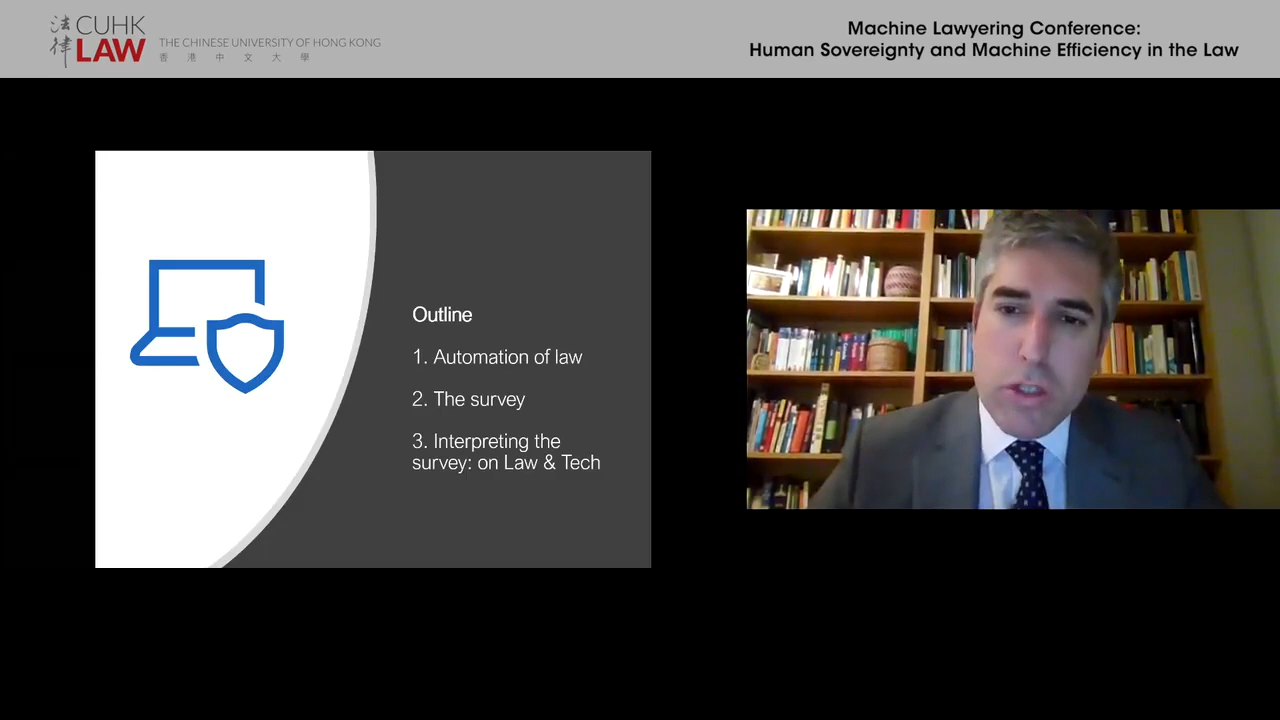 法律
CUHK
LAW
THE CHINESE UNIVERSITY OF HONG KONG
香港中文大學
Machine Lawyering Conference:
Human Sovereignty and Machine Efficiency in the Law
Outline
1. Automation of law
2. The survey
3. Interpreting the
survey: on Law & Tech